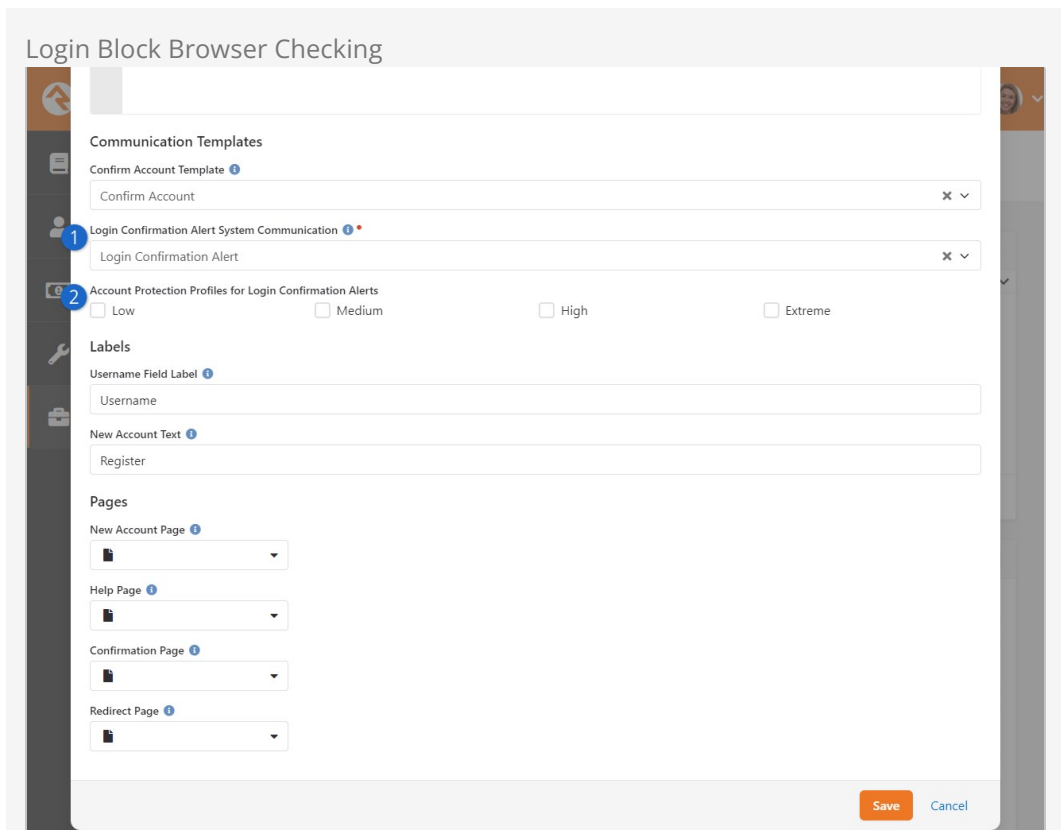 Login Block Browser Checking
Communication Templates
Confirm Account Template
Confirm Account
1
Login Confirmation Alert System Communication
Login Confirmation Alert
2
Account Protection Profiles for Login Confirmation Alerts
Low Medium High Extreme
Labels
Username Field Label
Username
New Account Text
Register
Pages
New Account Page
Help Page
Confirmation Page
Redirect Page
Save Cancel